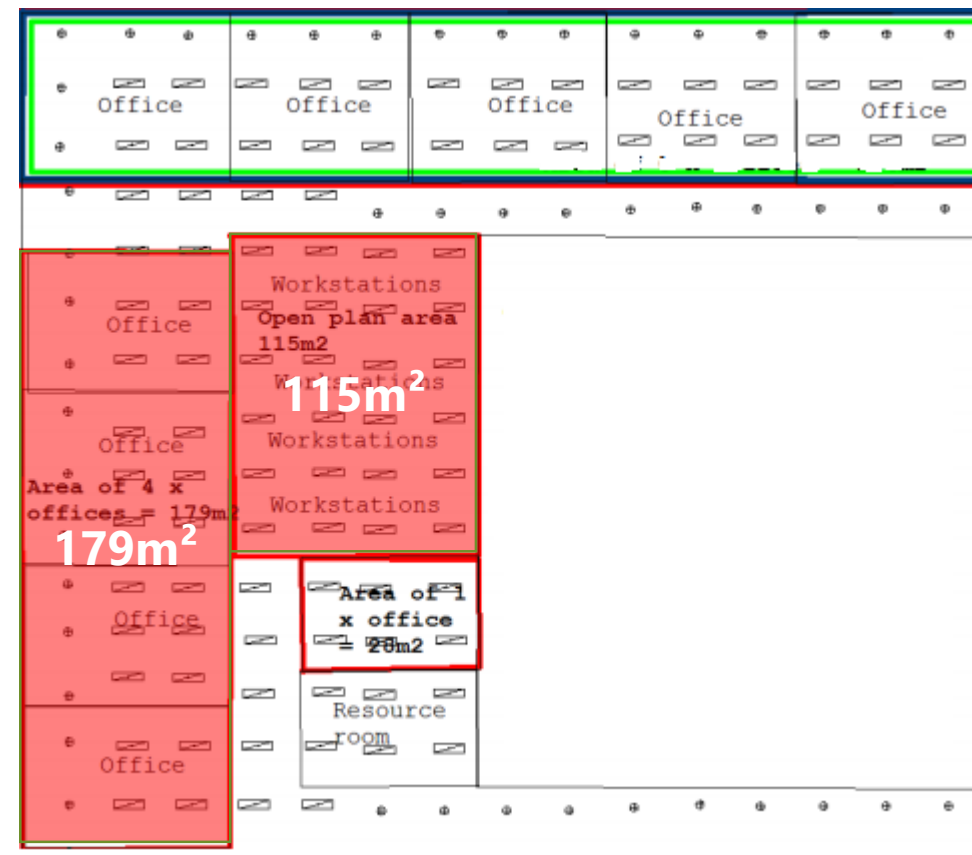 Office
Office
Office
Office
Office
Workstations
Office
Open plan area
115m2
115m²
Workstations
Office
Workstations
Area of 4 x
offices = 179m2
Workstations
179m²
Area of 1
x office
= 28m2
Office
Resource
room
Office